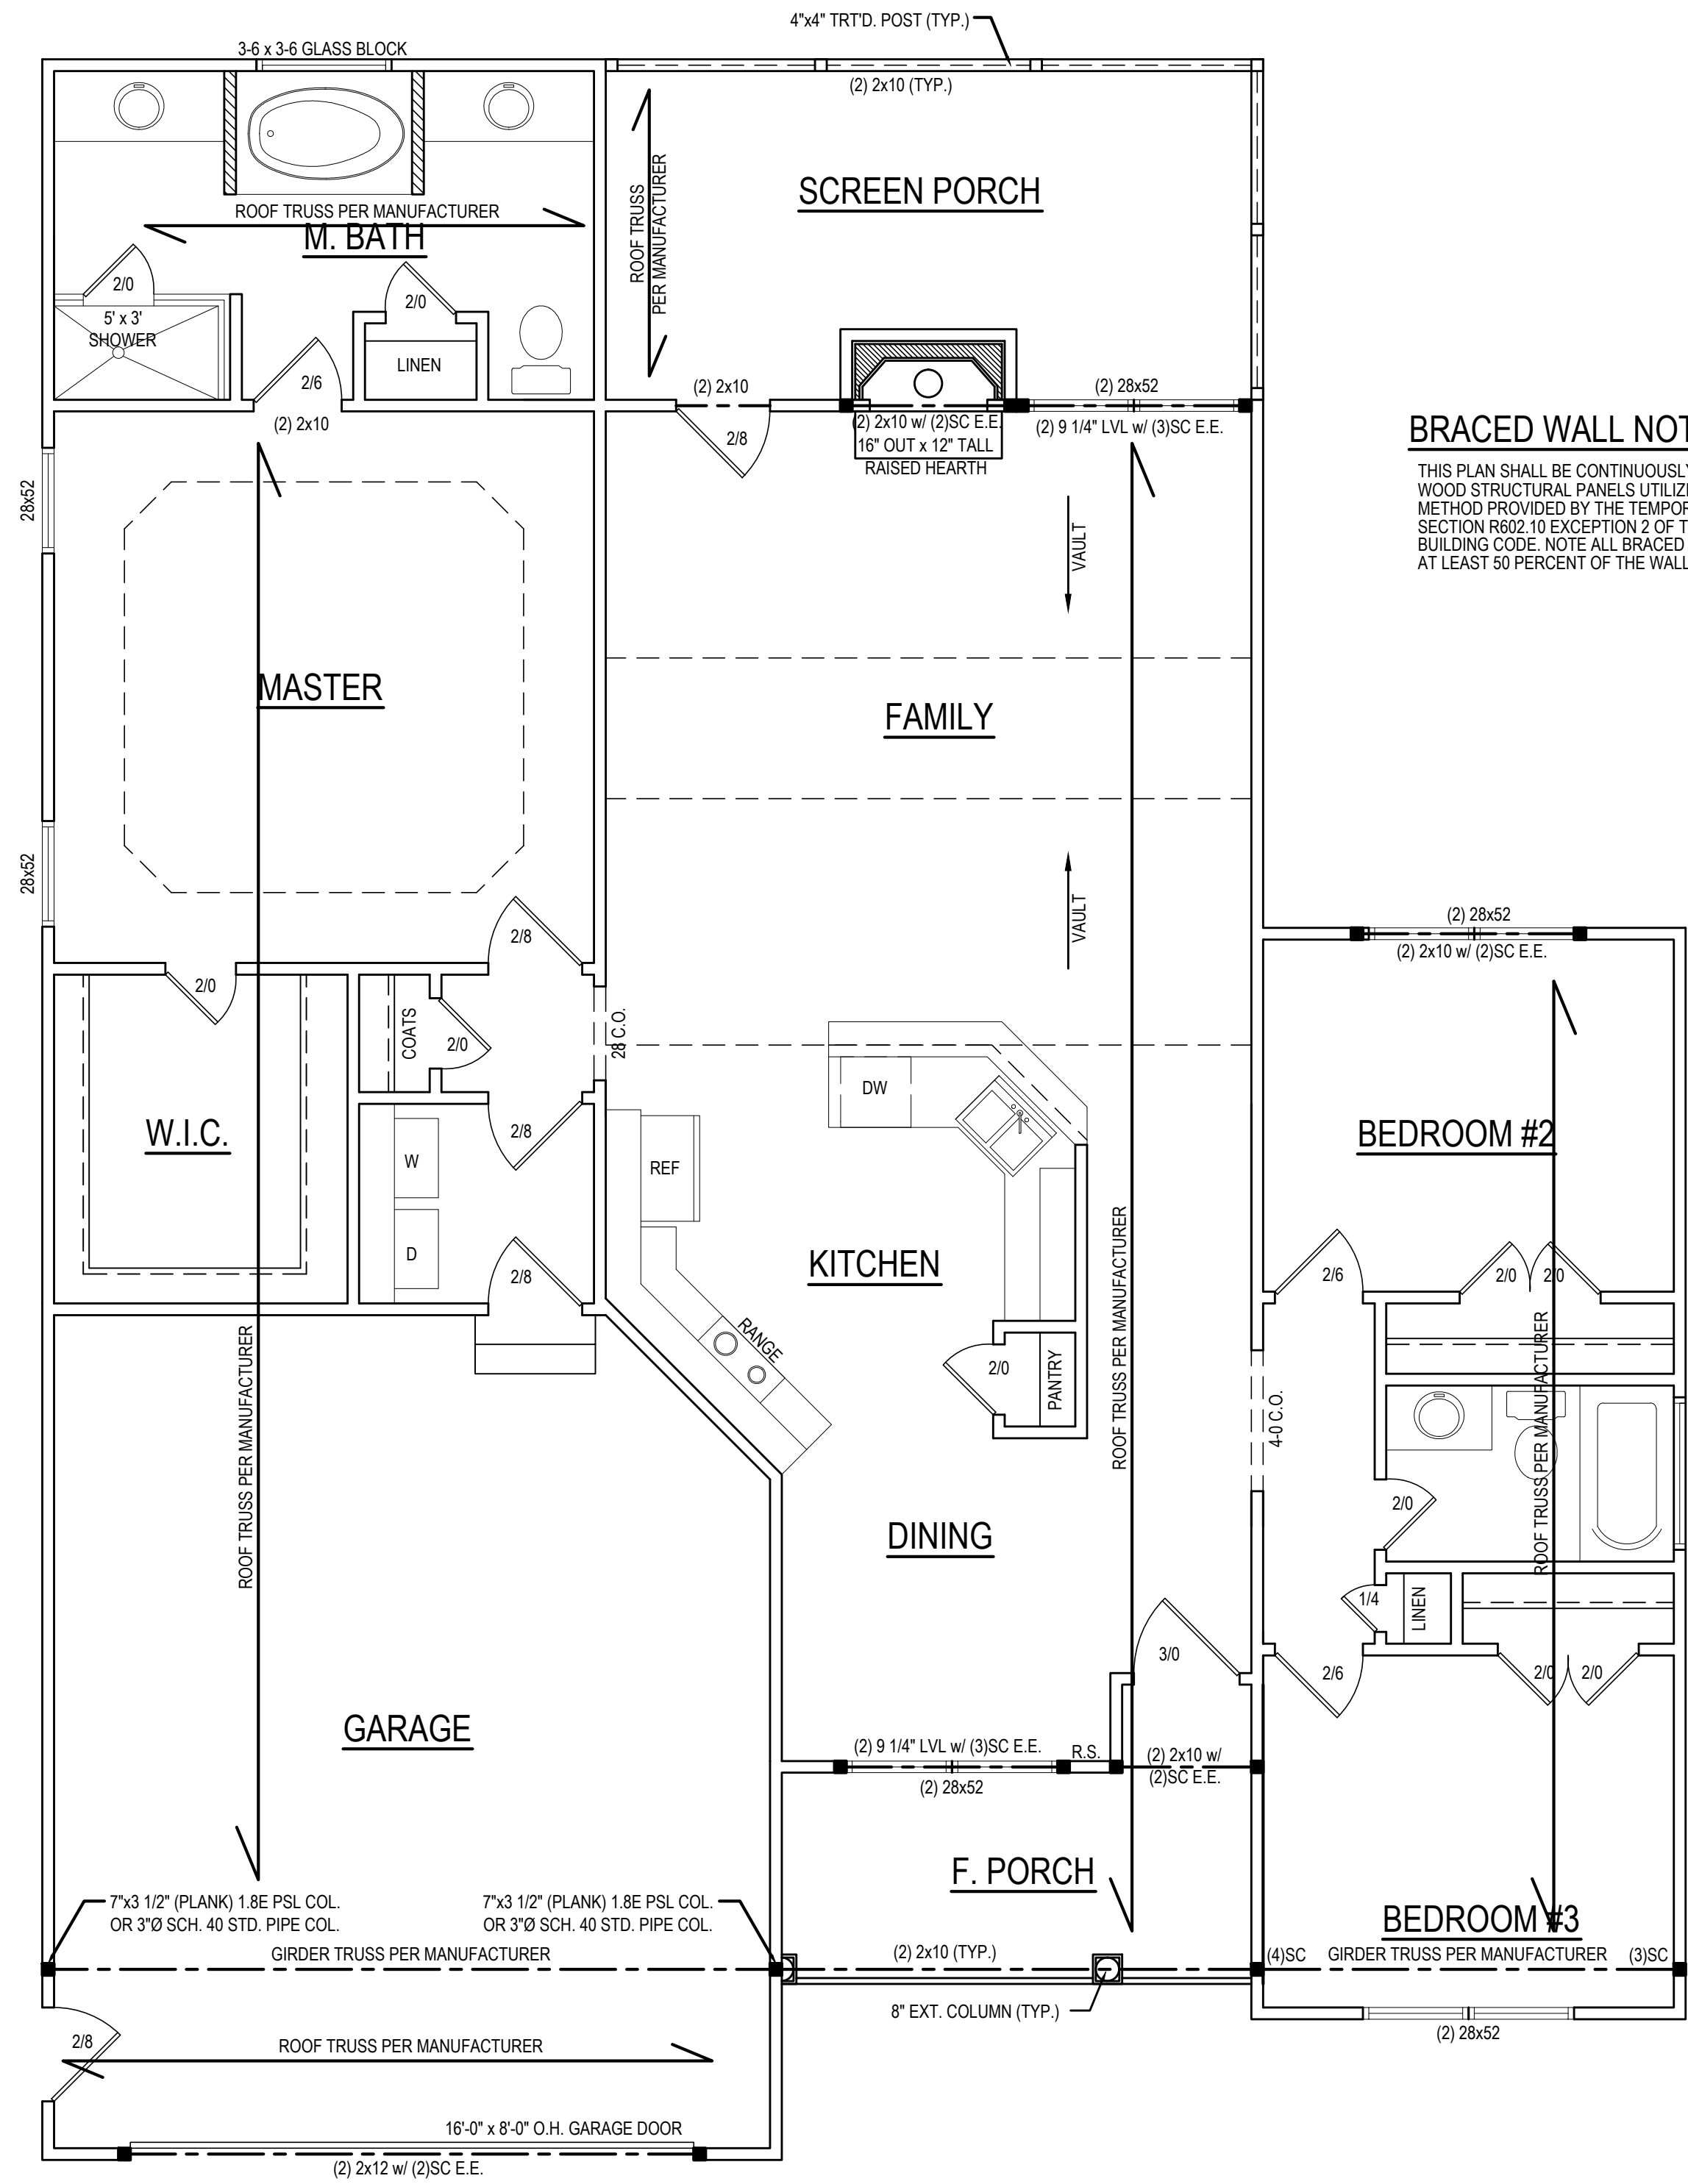 4"x4" TRT'D. POST (TYP.)
3-6 x 3-6 GLASS BLOCK
(2) 2x10 (TYP.)
SCREEN PORCH
ROOF TRUSS
PER MANUFACTURER
ROOF TRUSS PER MANUFACTURER
M. BATH
2/0
5' x 3'
SHOWER
2/0
LINEN
2/6
(2) 2x10
(2) 2x10
2/8
(2) 28x52
(2) 2x10 w/ (2)SC E.E.
(2) 9 1/4" LVL w/ (3)SC E.E.
16" OUT x 12" TALL
RAISED HEARTH
BRACED WALL NOT
THIS PLAN SHALL BE CONTINUOUSLY
WOOD STRUCTURAL PANELS UTILIZ
METHOD PROVIDED BY THE TEMPOR
SECTION R602.10 EXCEPTION 2 OF T
BUILDING CODE. NOTE ALL BRACED
AT LEAST 50 PERCENT OF THE WALL
28x52
VAULT
MASTER
FAMILY
28x52
VAULT
2/8
(2) 28x52
(2) 2x10 w/ (2)SC E.E.
2/0
COATS
2/0
28 C.O.
DW
W.I.C.
2/8
W
REF
BEDROOM #2
D
2/8
KITCHEN
2/6
2/0
2/0
RANGE
ROOF TRUSS PER MANUFACTURER
ROOF TRUSS PER MANUFACTURER
ROOF TRUSS PER MANUFACTURER
2/0
PANTRY
4-0 C.O.
2/0
DINING
1/4
LINEN
3/0
2/6
2/0
2/0
GARAGE
(2) 9 1/4" LVL w/ (3)SC E.E.
R.S.
(2) 2x10 w/
(2)SC E.E.
(2) 28x52
F. PORCH
7"x3 1/2" (PLANK) 1.8E PSL COL.
OR 3"Ø SCH. 40 STD. PIPE COL.
7"x3 1/2" (PLANK) 1.8E PSL COL.
OR 3"Ø SCH. 40 STD. PIPE COL.
BEDROOM #3
GIRDER TRUSS PER MANUFACTURER
(2) 2x10 (TYP.)
(4)SC
GIRDER TRUSS PER MANUFACTURER
(3)SC
8" EXT. COLUMN (TYP.)
2/8
ROOF TRUSS PER MANUFACTURER
(2) 28x52
16'-0" x 8'-0" O.H. GARAGE DOOR
(2) 2x12 w/ (2)SC E.E.